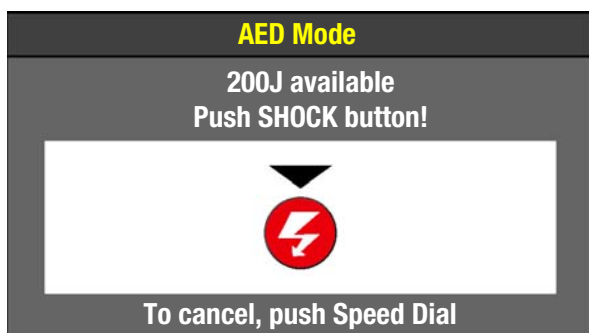 AED Mode
200J available
Push SHOCK button!
To cancel, push Speed Dial